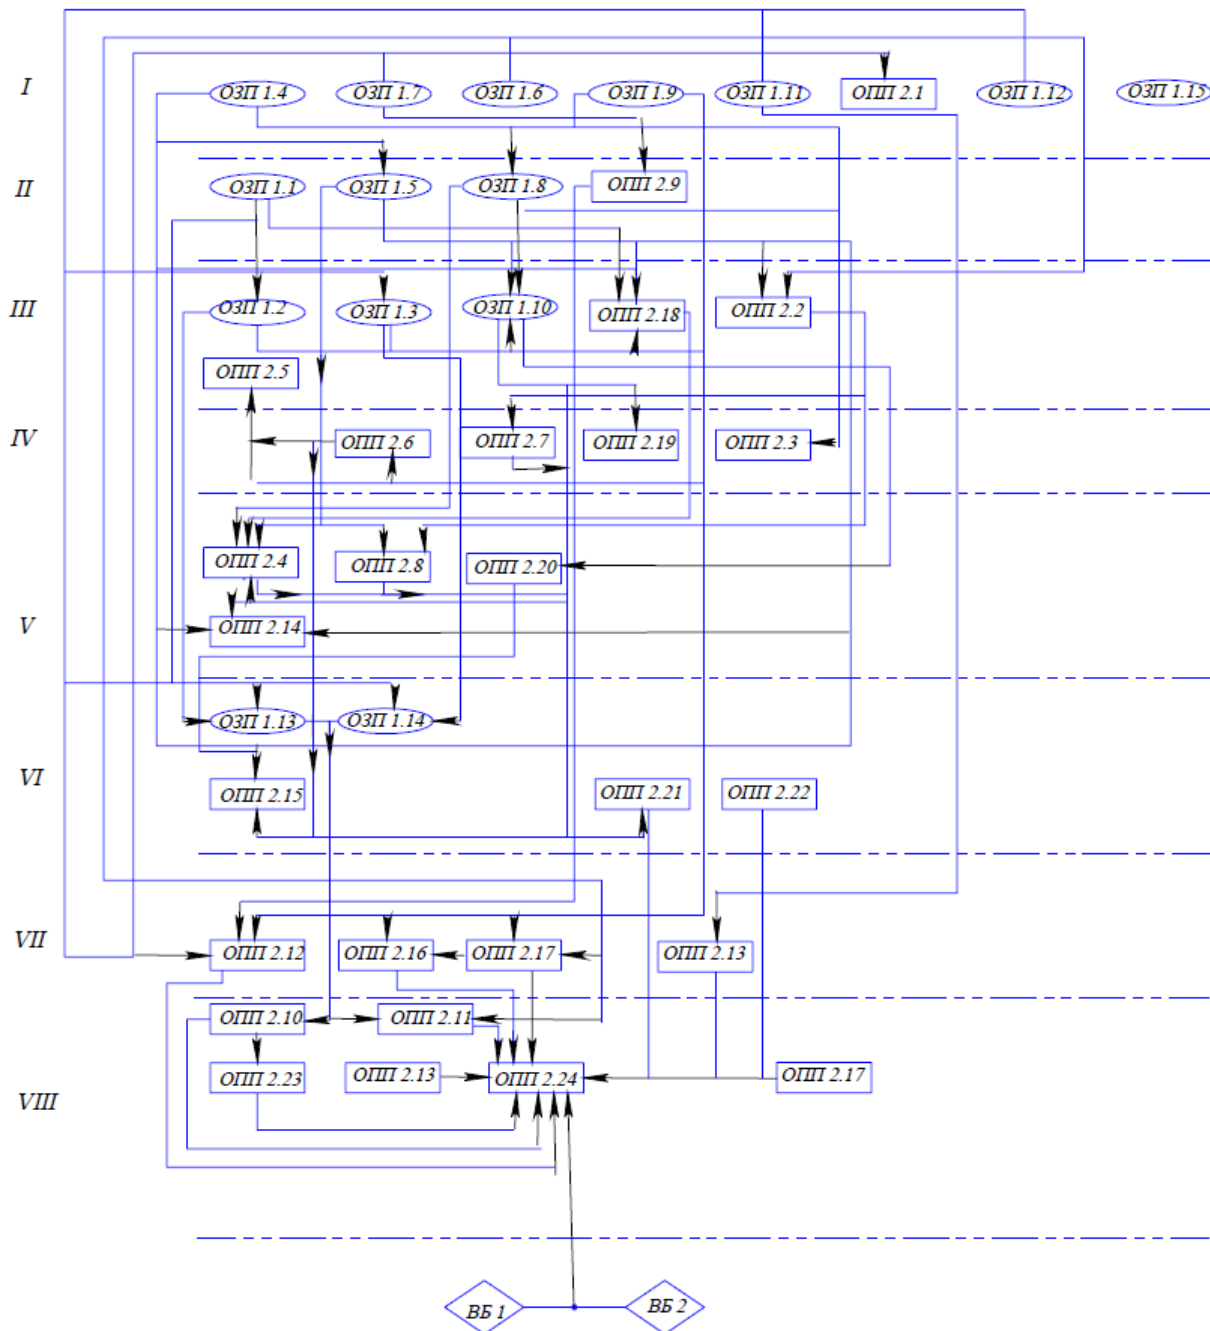 I ОЗП 1.4 ОЗП 1.7 ОЗП 1.6 ОЗП 1.9 ОЗП 1.11 ОПП 2.1 ОЗП 1.12 ОЗП 1.15
II ОЗП 1.1 ОЗП 1.5 ОЗП 1.8 ОПП 2.9
III ОЗП 1.2 ОЗП 1.3 ОЗП 1.10 ОПП 2.18 ОПП 2.2
ОПП 2.5
IV ОПП 2.6 ОПП 2.7 ОПП 2.19 ОПП 2.3
ОПП 2.4 ОПП 2.8 ОПП 2.20
V ОПП 2.14
ОЗП 1.13 ОЗП 1.14
VI ОПП 2.15 ОПП 2.21 ОПП 2.22
VII ОПП 2.12 ОПП 2.16 ОПП 2.17 ОПП 2.13
ОПП 2.10 ОПП 2.11
VIII ОПП 2.23 ОПП 2.13 ОПП 2.24 ОПП 2.17
ВБ 1 ВБ 2